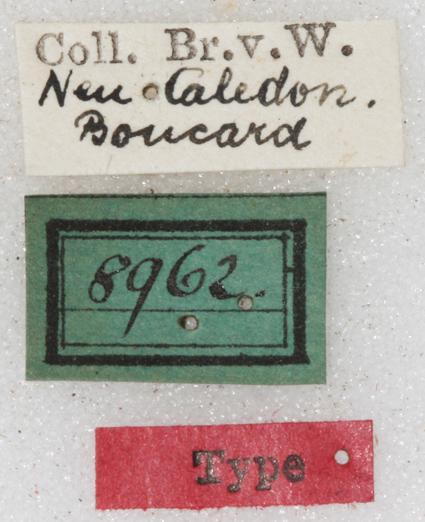 Coll. Br.v.W.
Neu Caledon.
Boucard
8962.
Type